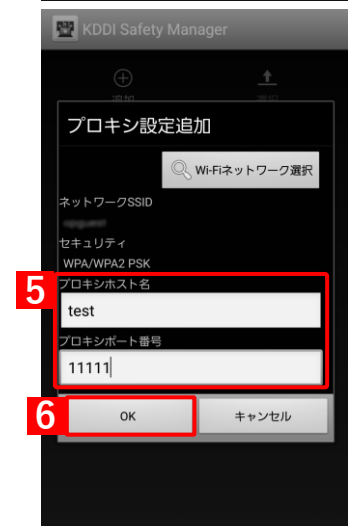 KDDI Safety Manager
追加
選択
プロキシ設定追加
Wi-Fiネットワーク選択
ネットワークSSID
セキュリティ
WPA/WPA2 PSK
5
プロキシホスト名
test
プロキシポート番号
11111
6
OK
キャンセル